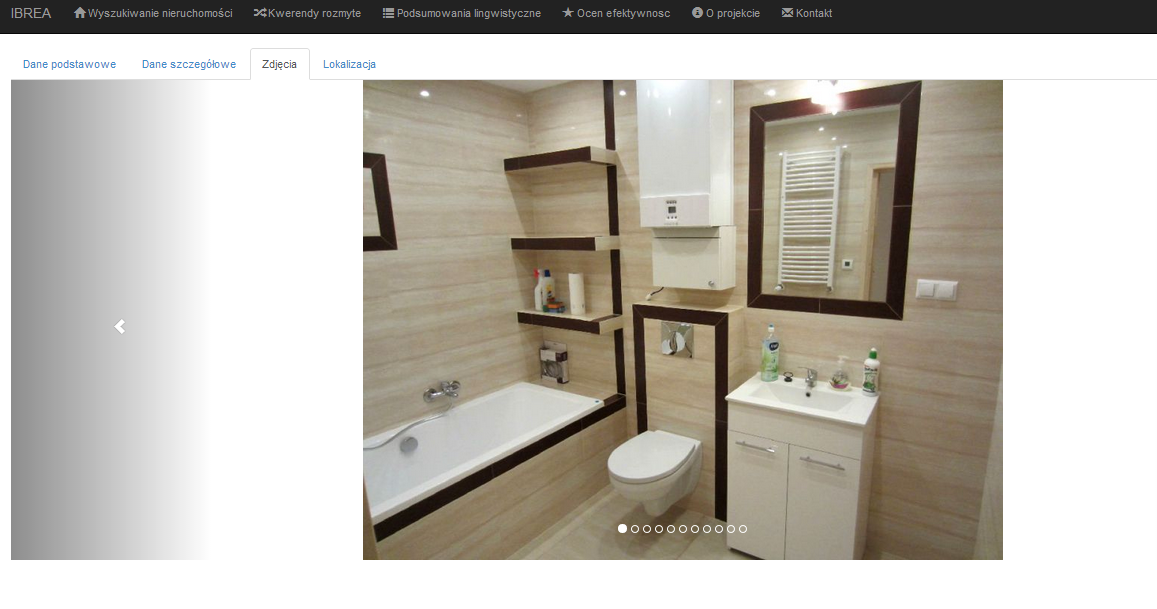 IBREA Wyszukiwanie nieruchomości Kwerendy rozmyte Podsumowania lingwistyczne Ocen efektywnosc O projekcie Kontakt
Dane podstawowe Dane szczegółowe Zdjęcia Lokalizacja